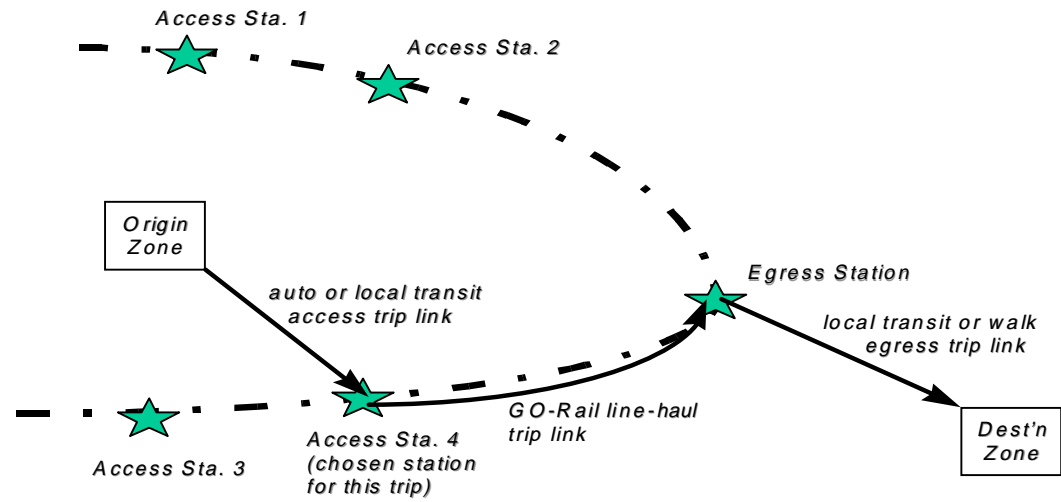 Access Sta. 1
Access Sta. 2
Origin
Zone
Egress Station
auto or local transit
access trip link
local transit or walk
egress trip link
GO-Rail line-haul
trip link
Access Sta. 3
Access Sta. 4
(chosen station
for this trip)
Dest'n
Zone